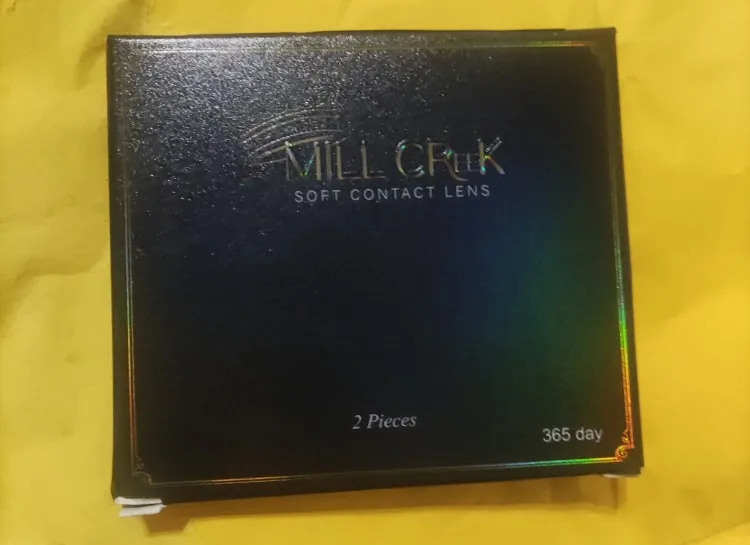 MILL CREEK
SOFT CONTACT LENS
2 Pieces
365 day